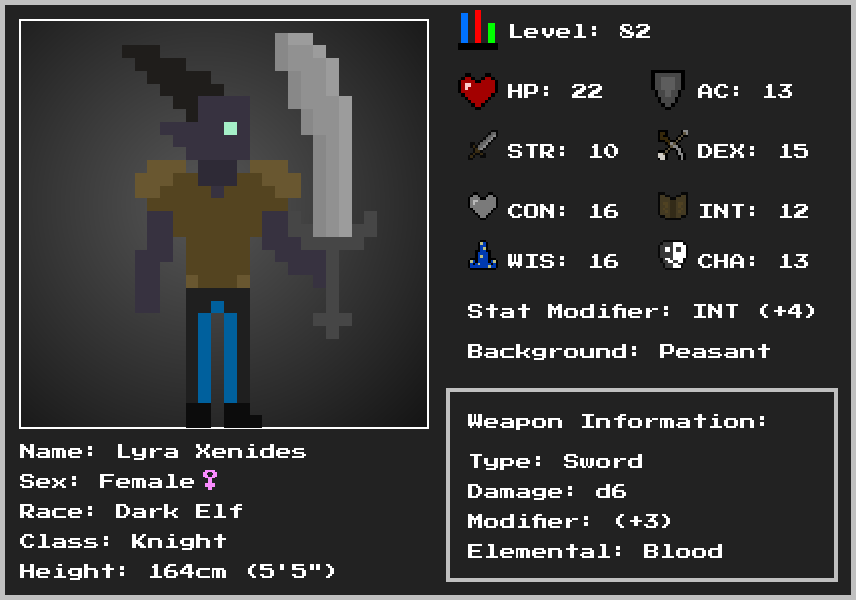 Level: 82
HP: 22
AC: 13
STR: 10
DEX: 15
CON: 16
INT: 12
WIS: 16
CHA: 13
Stat Modifier: INT (+4)
Background: Peasant
Weapon Information:
Type: Sword
Damage: d6
Modifier: (+3)
Elemental: Blood
Name: Lyra Xenides
Sex: Female♀
Race: Dark Elf
Class: Knight
Height: 164cm (5'5")